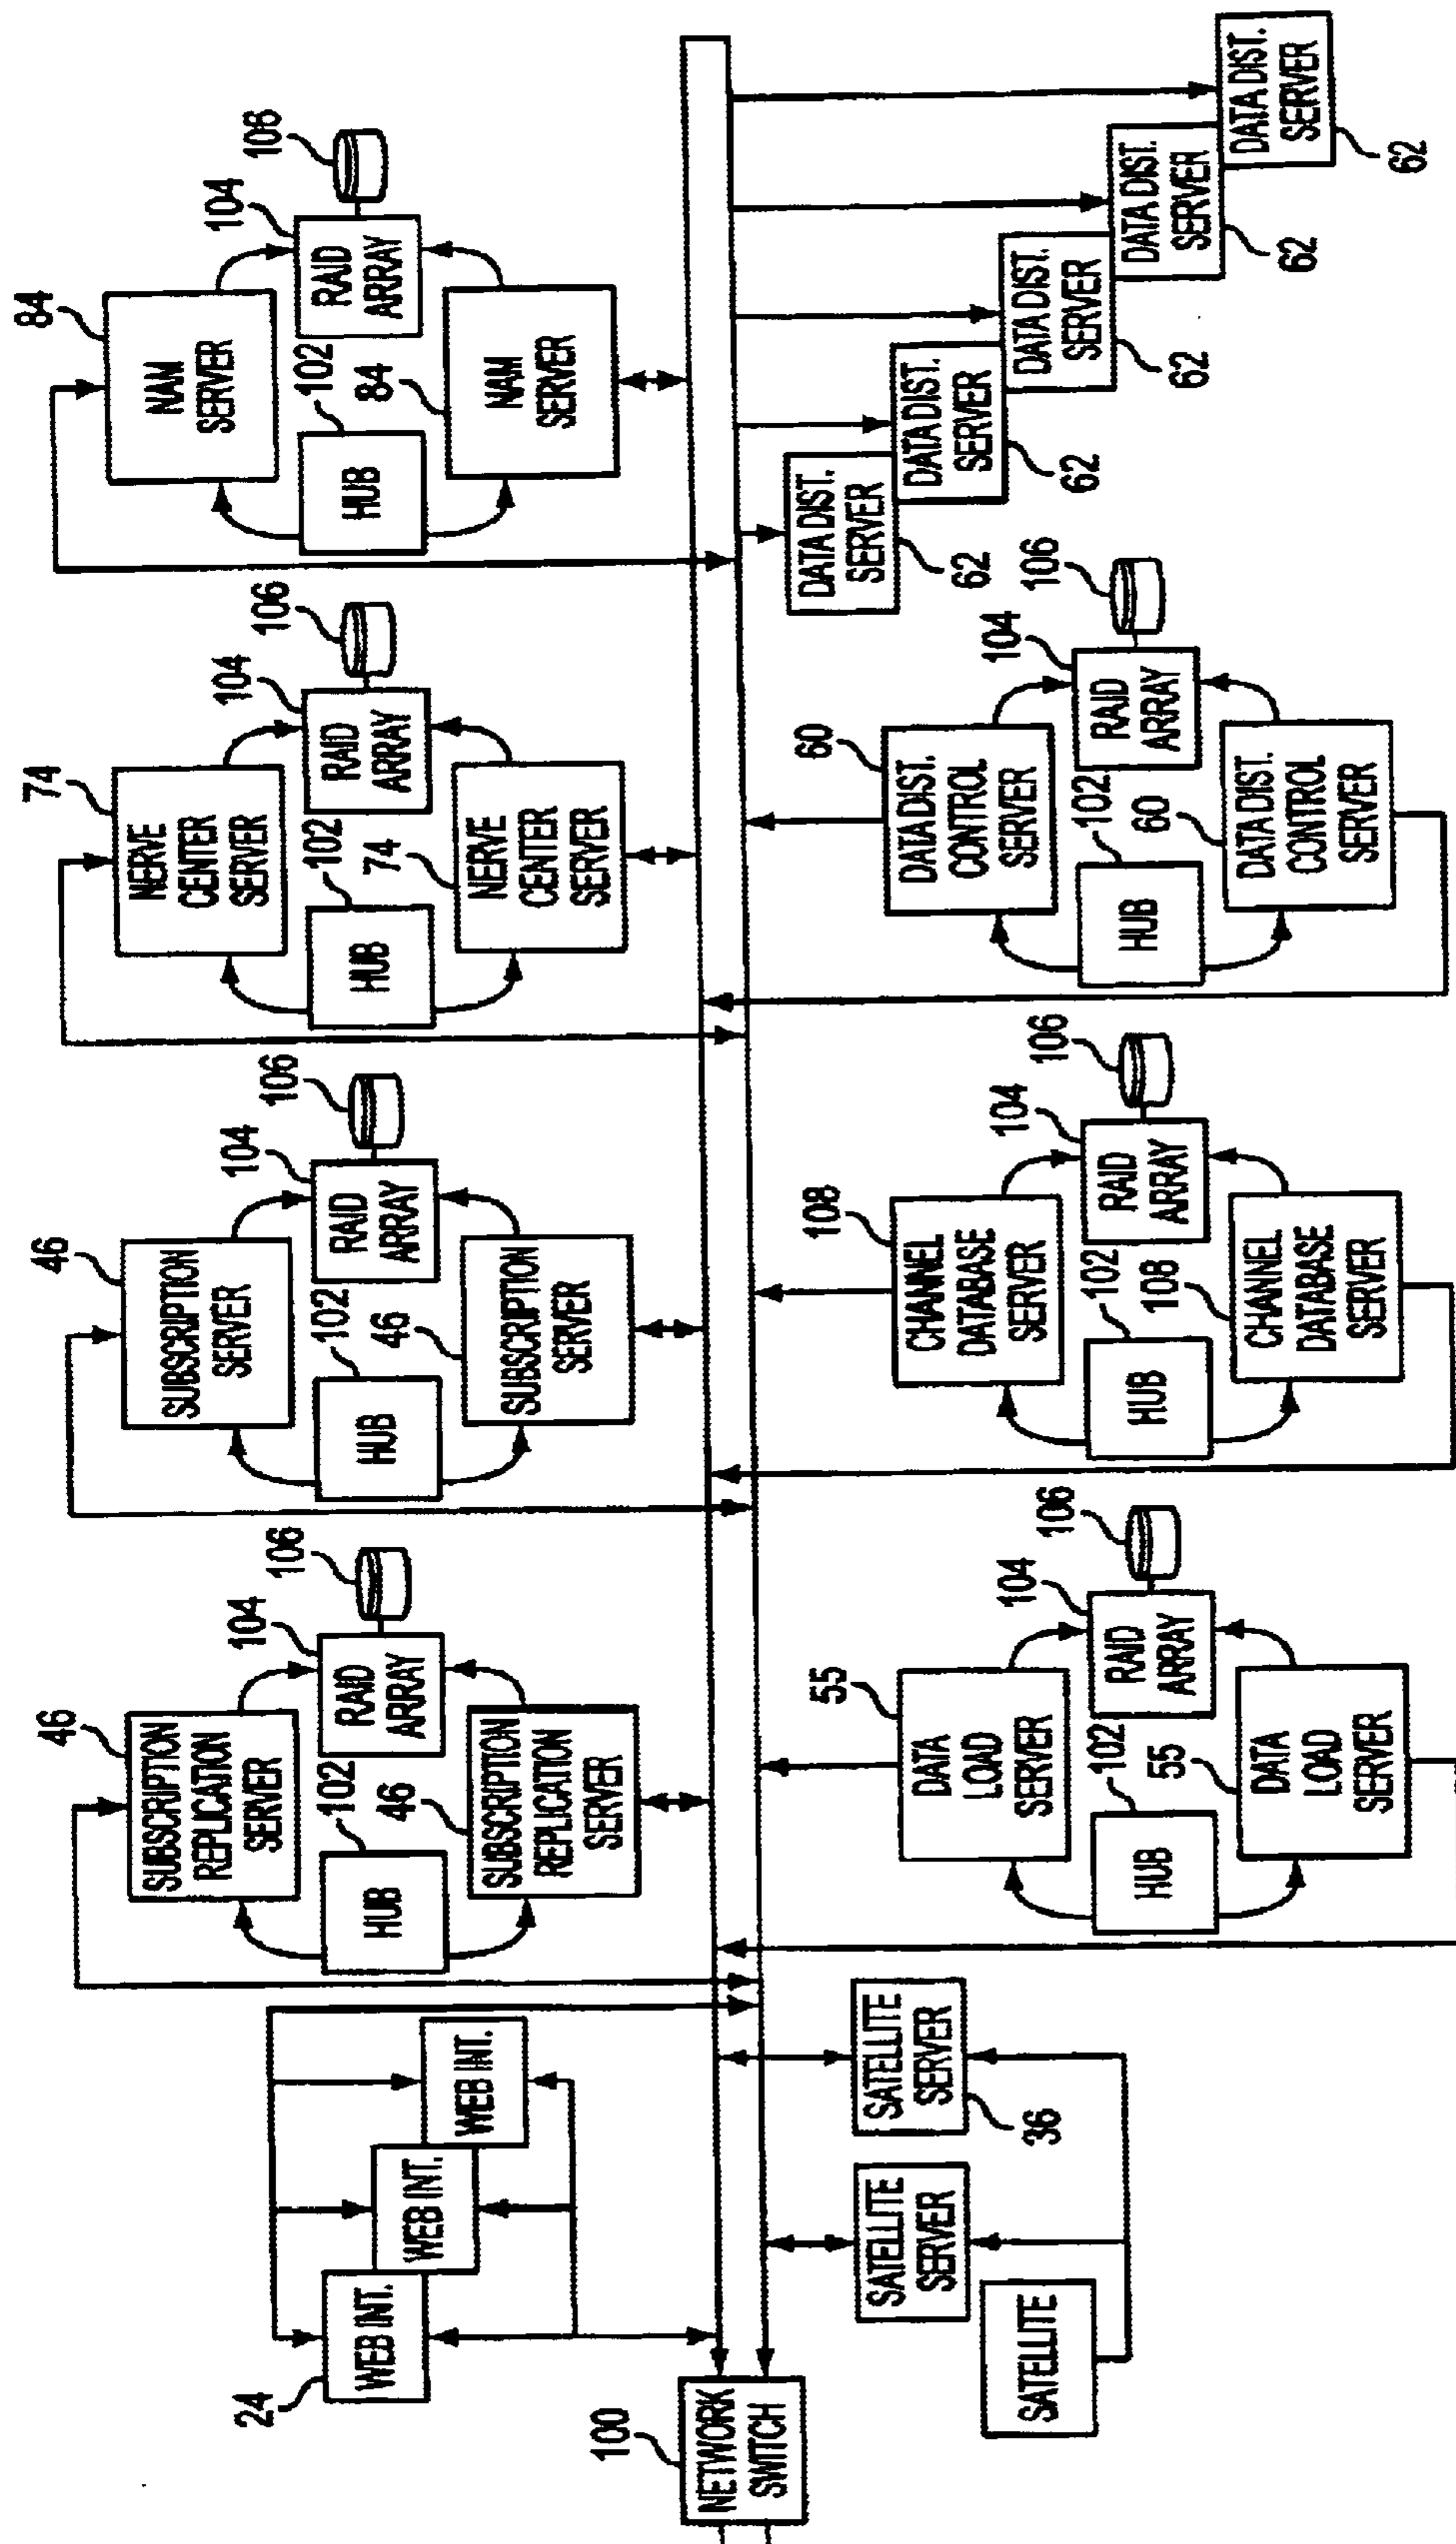 24
WEB INT.
WEB INT.
WEB INT.
46
SUBSCRIPTION
REPLICATION
SERVER
104
106
RAID
ARRAY
102
HUB
46
SUBSCRIPTION
REPLICATION
SERVER
46
SUBSCRIPTION
SERVER
104
106
RAID
ARRAY
102
HUB
46
SUBSCRIPTION
SERVER
74
NERVE
CENTER
SERVER
104
106
RAID
ARRAY
102
HUB
74
NERVE
CENTER
SERVER
84
NAM
SERVER
104
106
RAID
ARRAY
102
HUB
84
NAM
SERVER
100
NETWORK
SWITCH
SATELLITE
SERVER
SATELLITE
SERVER
36
SATELLITE
55
DATA
LOAD
SERVER
104
106
RAID
ARRAY
102
HUB
55
DATA
LOAD
SERVER
108
CHANNEL
DATABASE
SERVER
104
106
RAID
ARRAY
102
HUB
108
CHANNEL
DATABASE
SERVER
60
DATA DIST.
CONTROL
SERVER
104
106
RAID
ARRAY
102
HUB
60
DATA DIST.
CONTROL
SERVER
DATA DIST.
SERVER
62
DATA DIST.
SERVER
62
DATA DIST.
SERVER
62
DATA DIST.
SERVER
62
DATA DIST.
SERVER
62